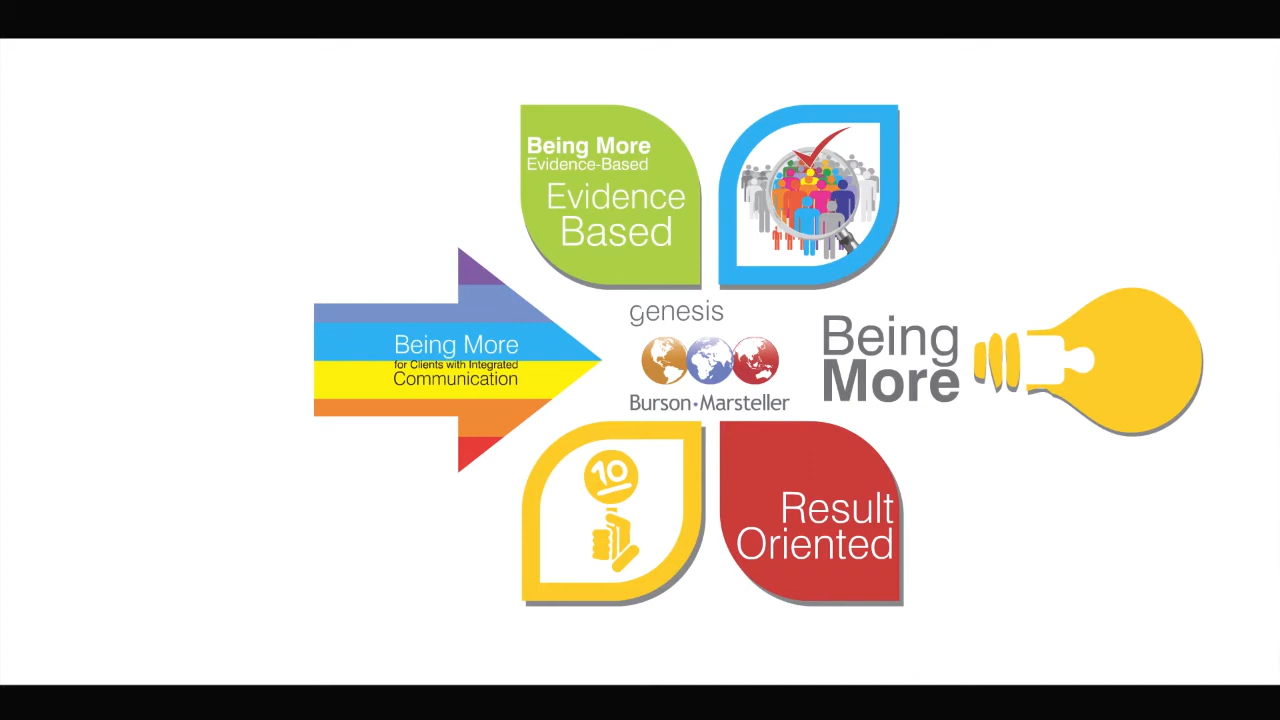 Being More
Evidence-Based
Evidence
Based
genesis
Burson•Marsteller
Being More
for Clients with Integrated
Communication
Being
More
10
Result
Oriented